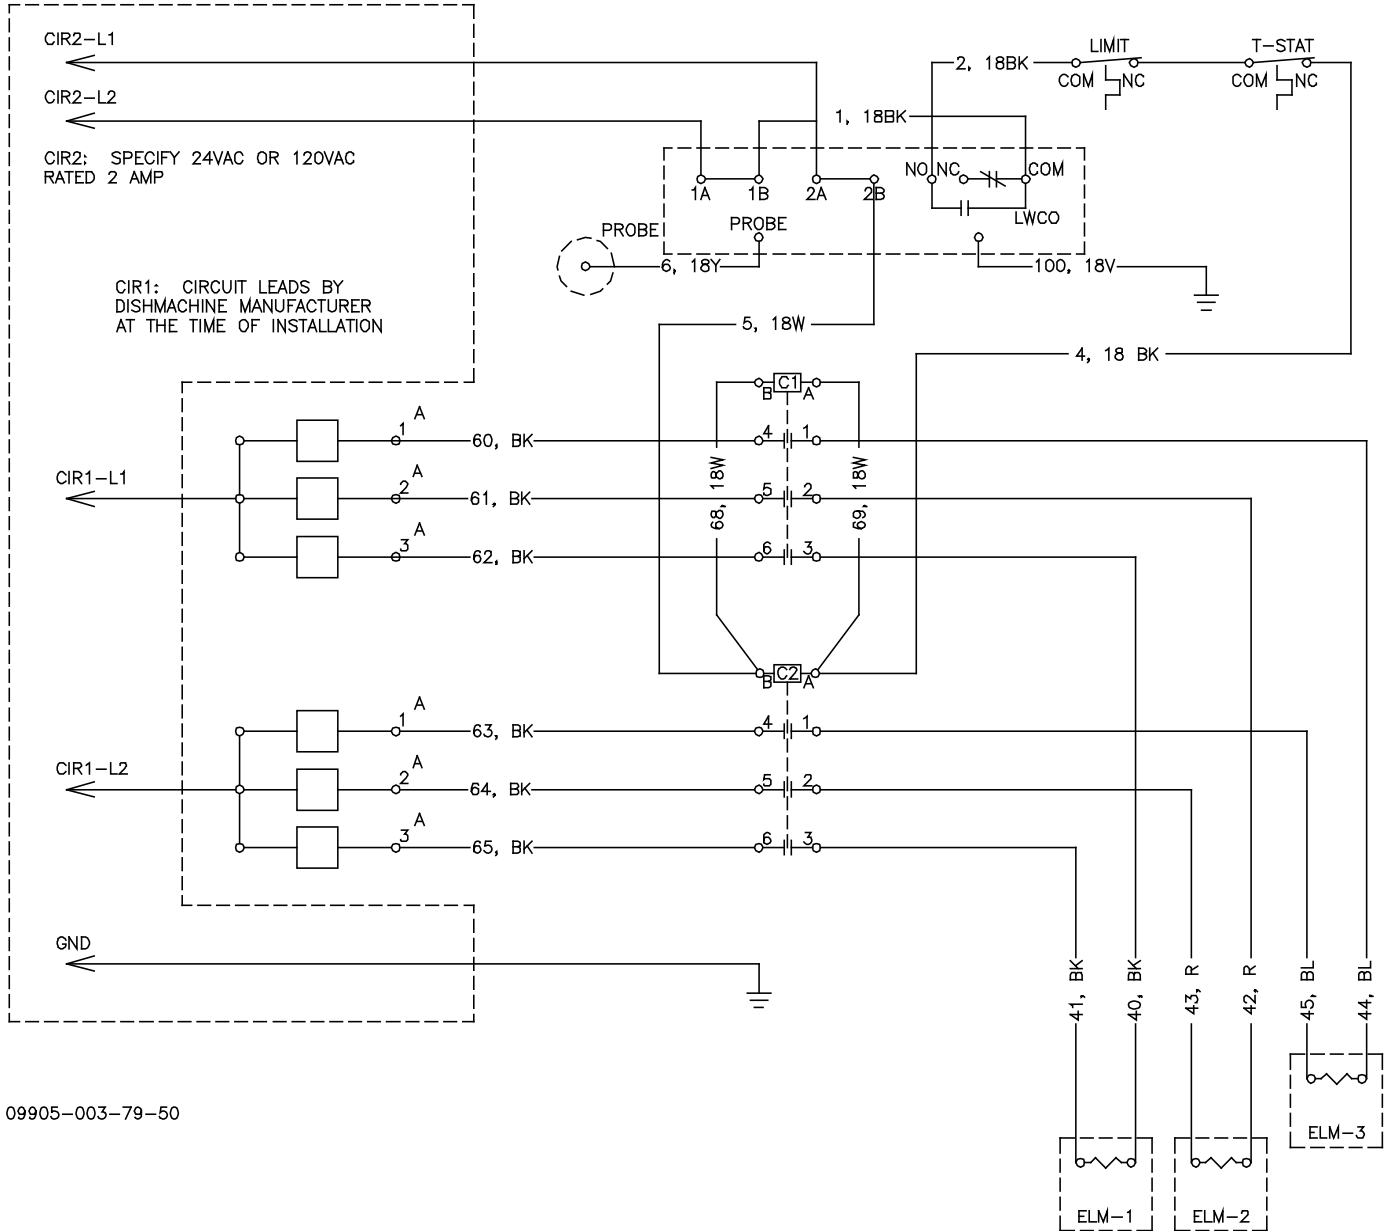 CIR2-L1
LIMIT
T-STAT
2, 18BK
COM
NC
COM
NC
CIR2-L2
1, 18BK
CIR2: SPECIFY 24VAC OR 120VAC
RATED 2 AMP
NO
NC
COM
1A
1B
2A
2B
LWCO
PROBE
PROBE
6, 18Y
100, 18V
CIR1: CIRCUIT LEADS BY
DISHMACHINE MANUFACTURER
AT THE TIME OF INSTALLATION
5, 18W
4, 18 BK
C1
B
A
A
1
60, BK
4
1
68, 18W
69, 18W
CIR1-L1
A
2
61, BK
5
2
A
3
62, BK
6
3
C2
B
A
A
1
63, BK
4
1
CIR1-L2
A
2
64, BK
5
2
A
3
65, BK
6
3
GND
41, BK
40, BK
43, R
42, R
45, BL
44, BL
09905-003-79-50
ELM-3
ELM-1
ELM-2